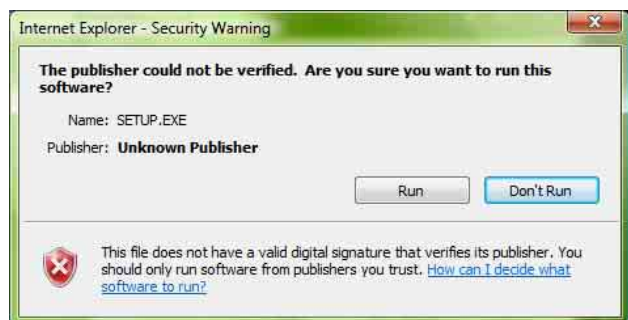 Internet Explorer - Security Warning
The publisher could not be verified.  Are you sure you want to run this
software?
Name: SETUP.EXE
Publisher: Unknown Publisher
Run
Don't Run
This file does not have a valid digital signature that verifies its publisher. You
should only run software from publishers you trust. How can I decide what
software to run?